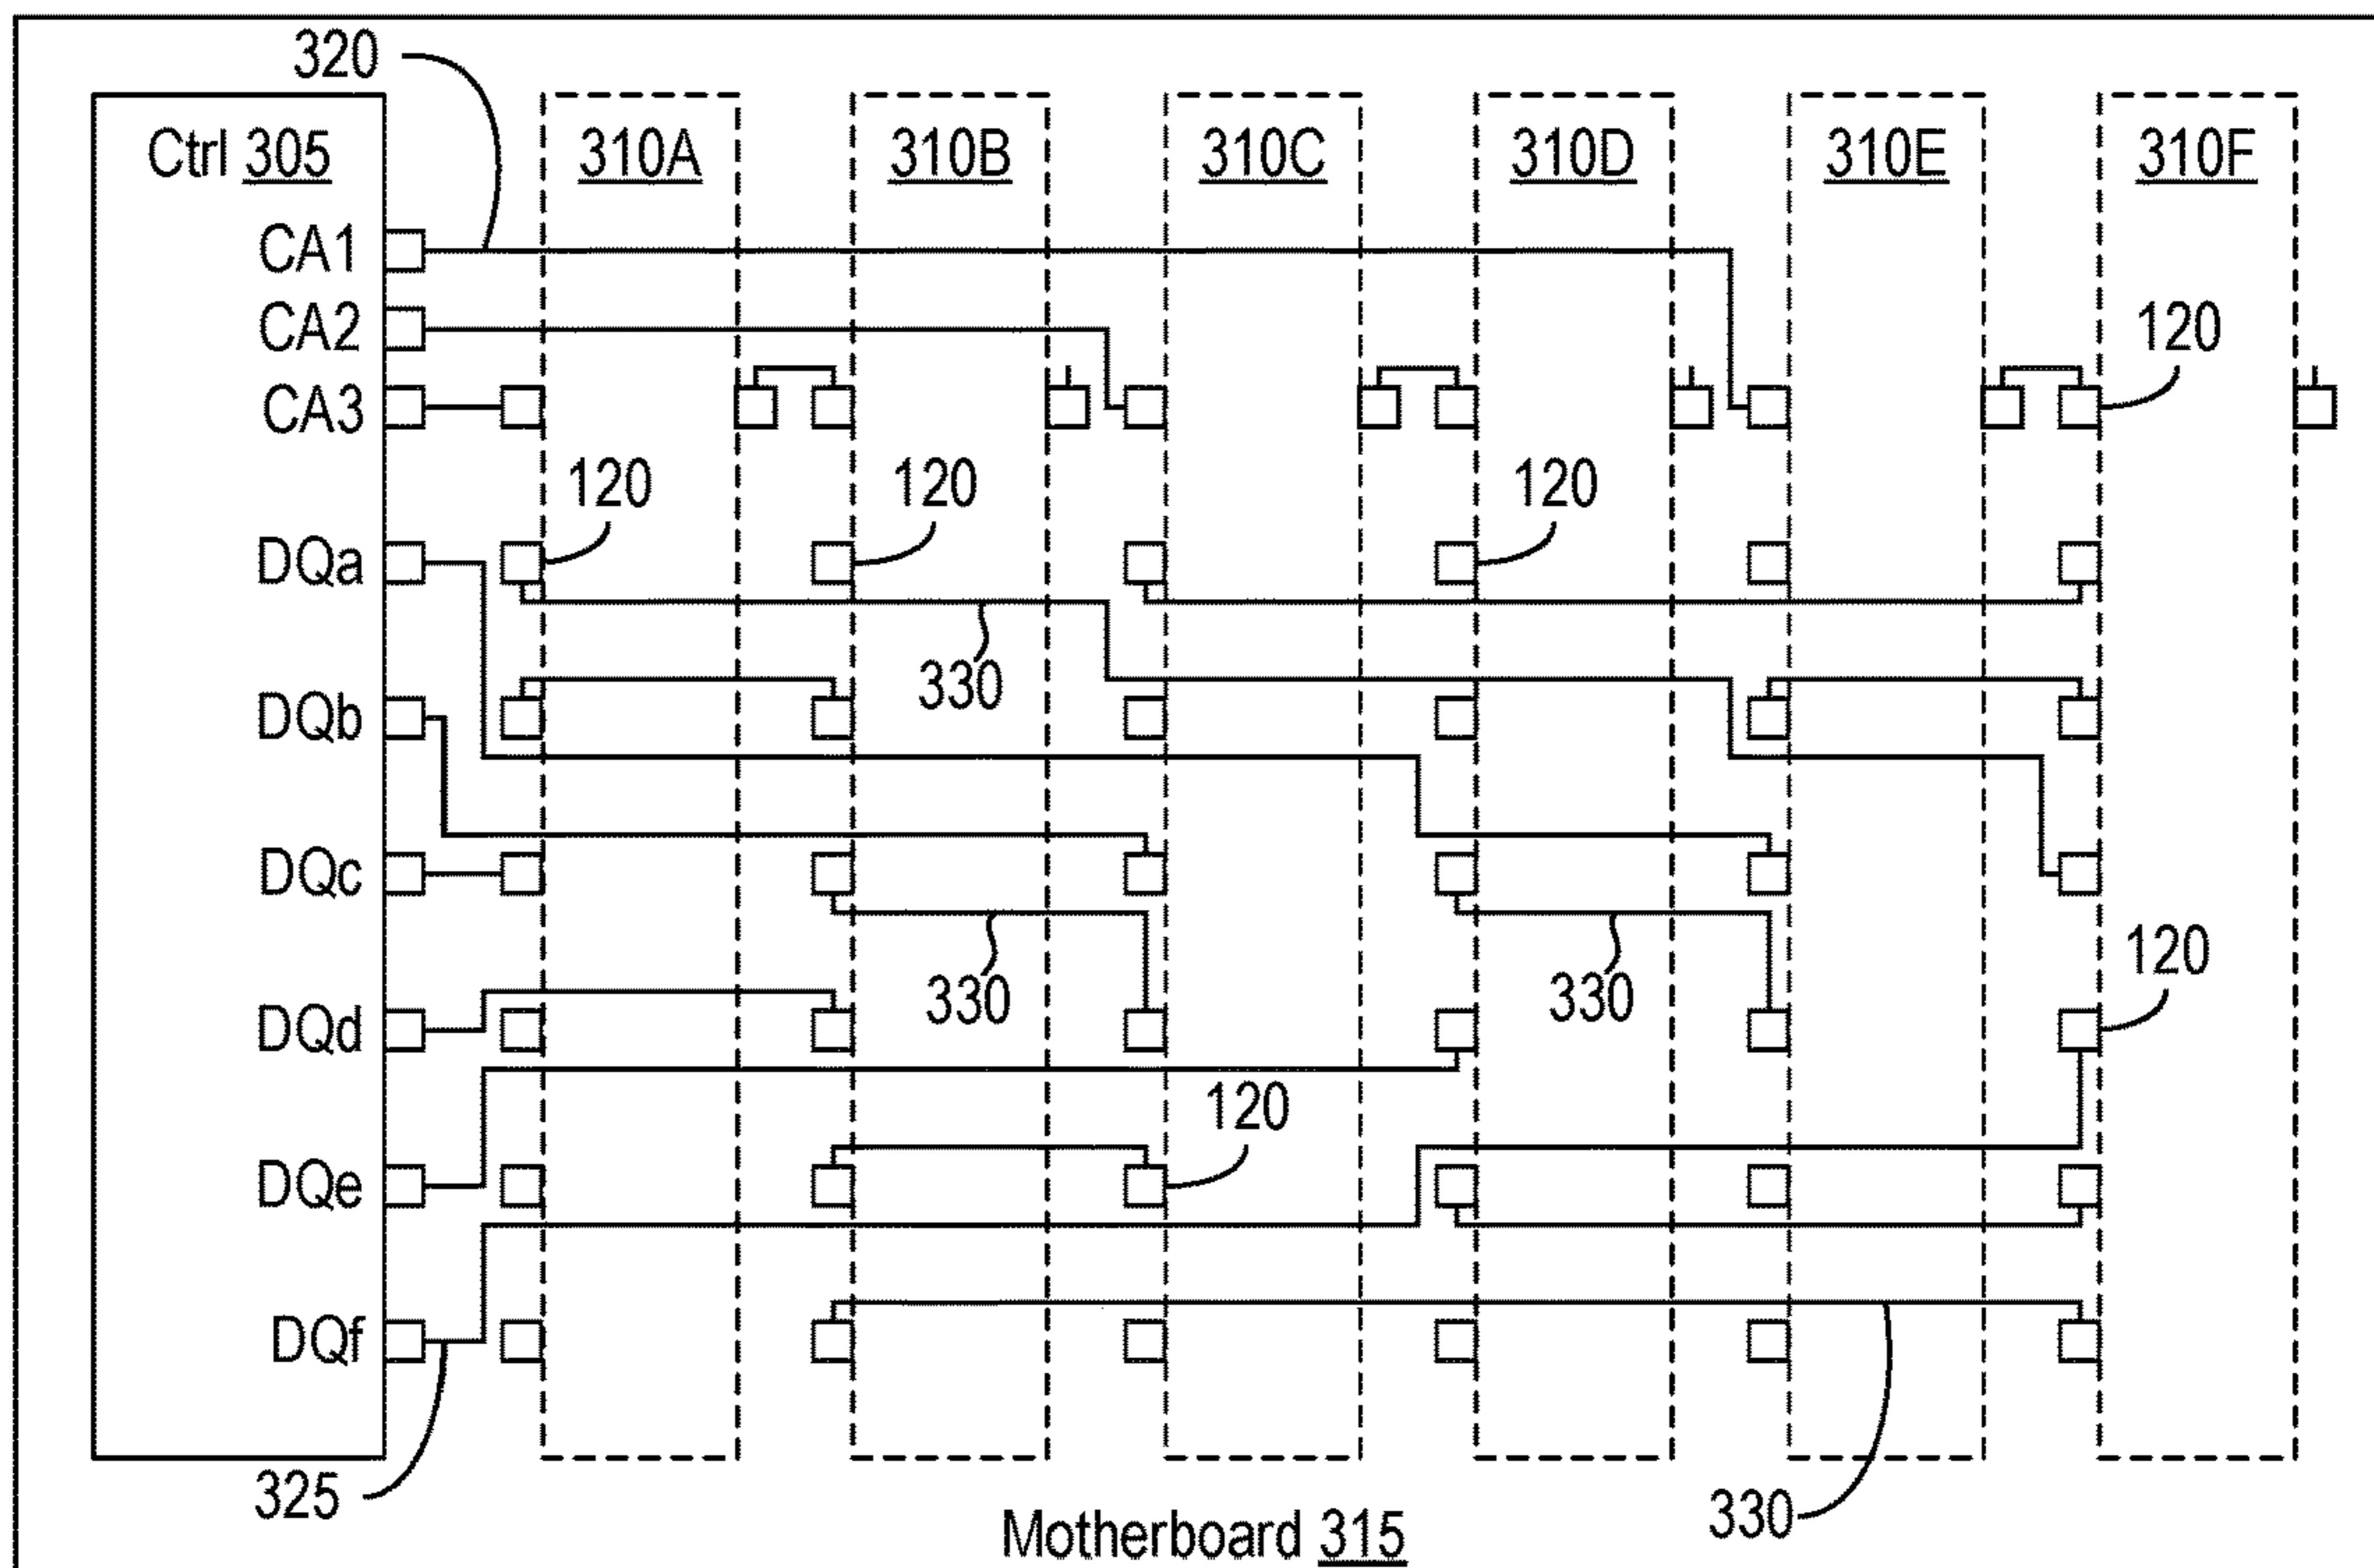 320
Ctrl 305
310A
310B
310C
310D
310E
310F
CA1
CA2
120
CA3
120
120
120
DQa
330
DQb
DQc
330
330
120
DQd
120
DQe
DQf
325
330
Motherboard 315